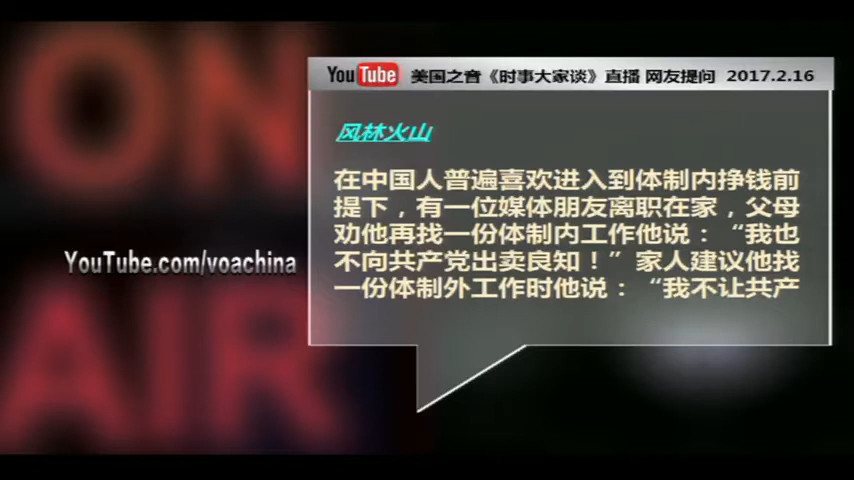 ON
AIR
YouTube 美国之音《时事大家谈》直播 网友提问 2017.2.16
风林火山
在中国人普遍喜欢进入到体制内挣钱前
提下，有一位媒体朋友离职在家，父母
劝他再找一份体制内工作他说：“我也
不向共产党出卖良知！”家人建议他找
一份体制外工作时他说：“我不让共产
YouTube.com/voachina